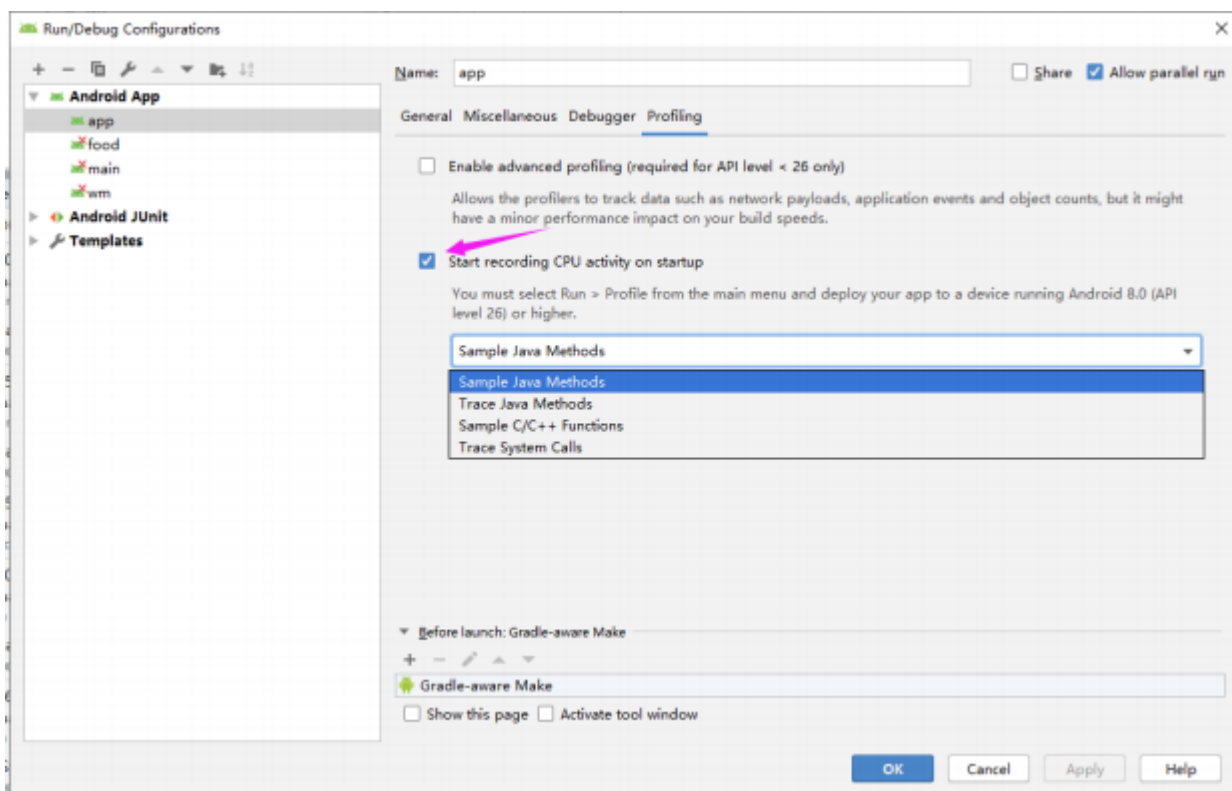 Run/Debug Configurations
Name: app
Share
Allow parallel run
Android App
app
food
main
wm
Android JUnit
Templates
General Miscellaneous Debugger Profiling
Enable advanced profiling (required for API level < 26 only)
Allows the profilers to track data such as network payloads, application events and object counts, but it might
have a minor performance impact on your build speeds.
Start recording CPU activity on startup
You must select Run > Profile from the main menu and deploy your app to a device running Android 8.0 (API
level 26) or higher.
Sample Java Methods
Sample Java Methods
Trace Java Methods
Sample C/C++ Functions
Trace System Calls
Before launch: Gradle-aware Make
Gradle-aware Make
Show this page
Activate tool window
OK
Cancel
Apply
Help